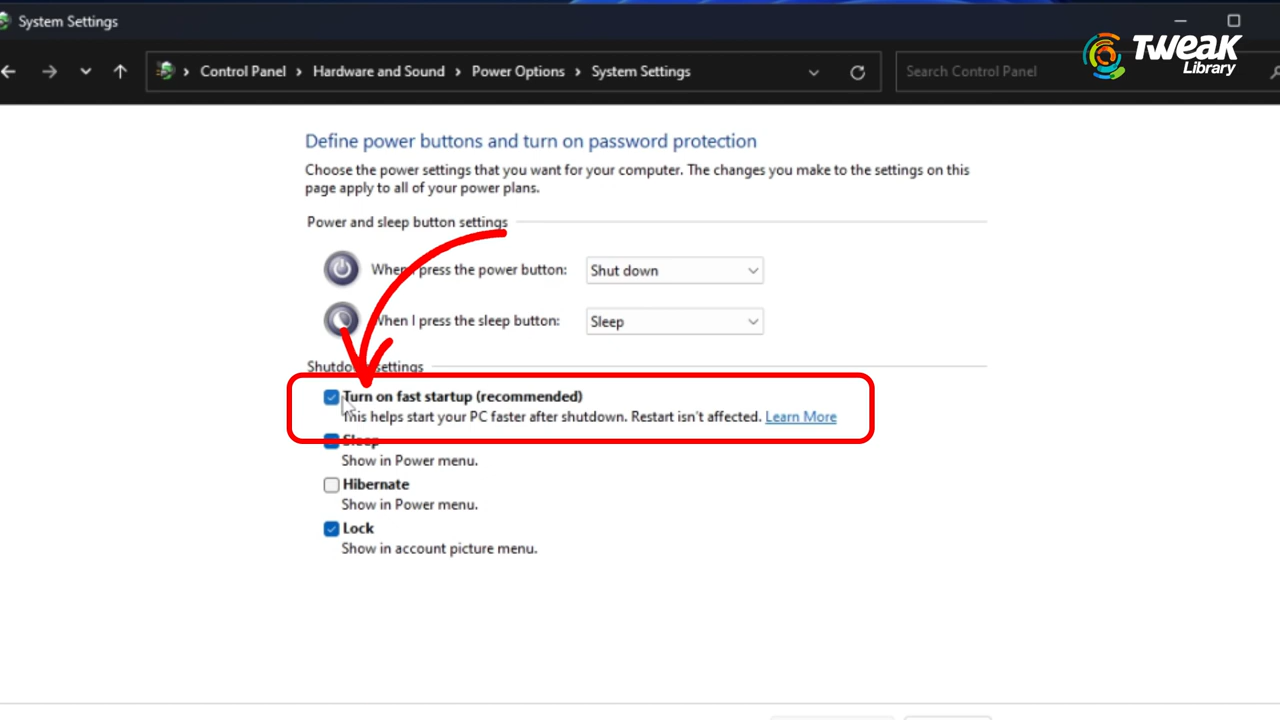 System Settings
TWEAK
Library
Control Panel > Hardware and Sound > Power Options > System Settings
Search Control Panel
Define power buttons and turn on password protection
Choose the power settings that you want for your computer. The changes you make to the settings on this
page apply to all of your power plans.
Power and sleep button settings
When I press the power button: Shut down
When I press the sleep button: Sleep
Shutdown settings
Turn on fast startup (recommended)
This helps start your PC faster after shutdown. Restart isn't affected. Learn More
Sleep
Show in Power menu.
Hibernate
Show in Power menu.
Lock
Show in account picture menu.